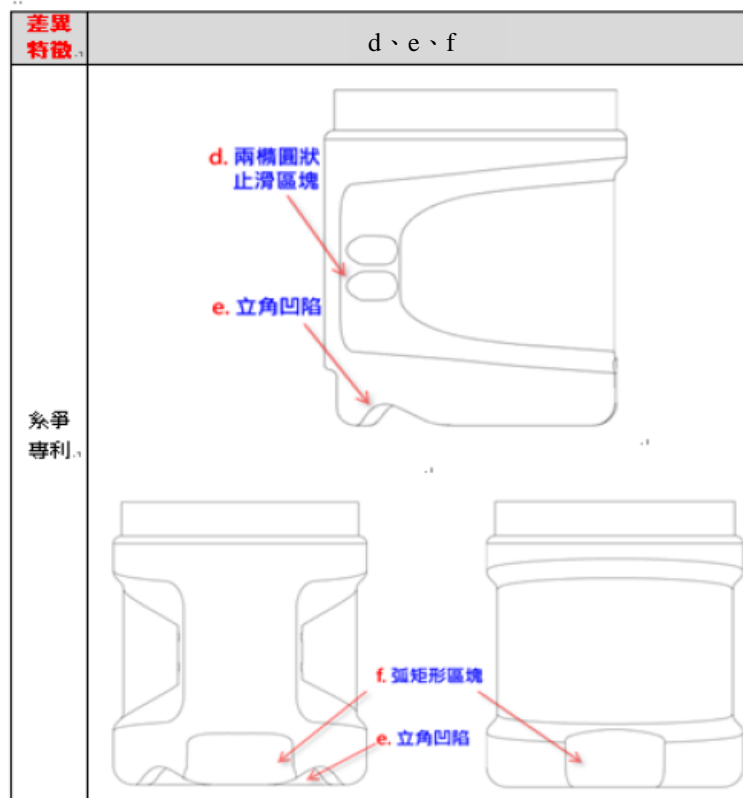 差異
特徵
d、e、f
d. 兩橢圓狀
止滑區塊
e. 立角凹陷
系爭
專利
f. 弧矩形區塊
e. 立角凹陷